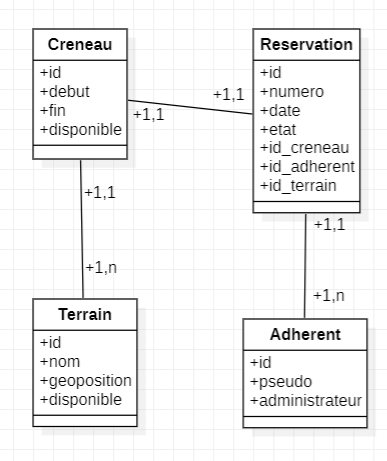 Creneau
+id
+debut
+fin
+disponible
+1,1
+1,1
Reservation
+id
+numero
+date
+etat
+id_creneau
+id_adherent
+id_terrain
+1,1
+1,n
+1,1
+1,n
Terrain
+id
+nom
+geoposition
+disponible
Adherent
+id
+pseudo
+administrateur